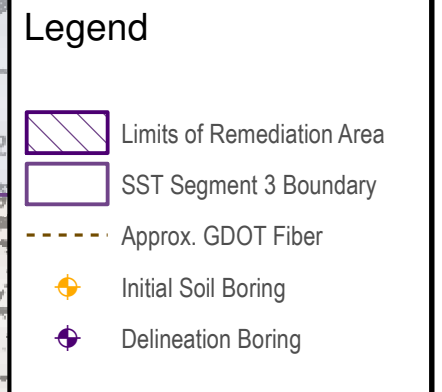 Legend
Limits of Remediation Area
SST Segment 3 Boundary
Approx. GDOT Fiber
Initial Soil Boring
Delineation Boring